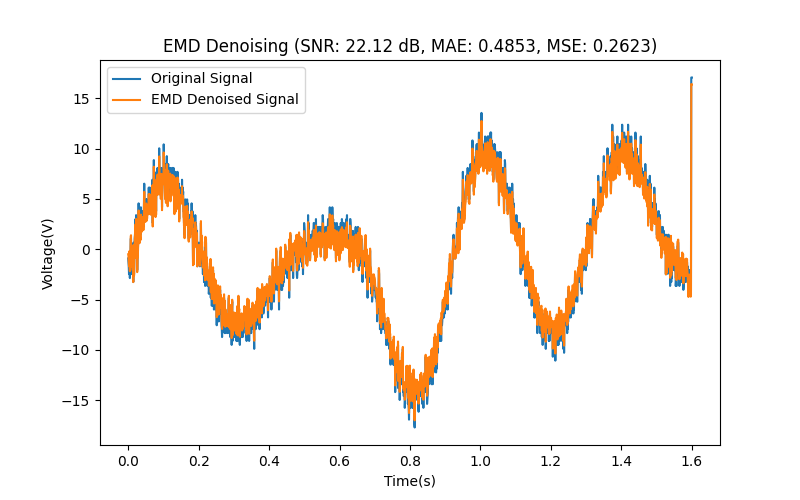 EMD Denoising (SNR: 22.12 dB, MAE: 0.4853, MSE: 0.2623)
Original Signal
EMD Denoised Signal
15
10
5
0
−5
−10
−15
Voltage(V)
0.0 0.2 0.4 0.6 0.8 1.0 1.2 1.4 1.6
Time(s)